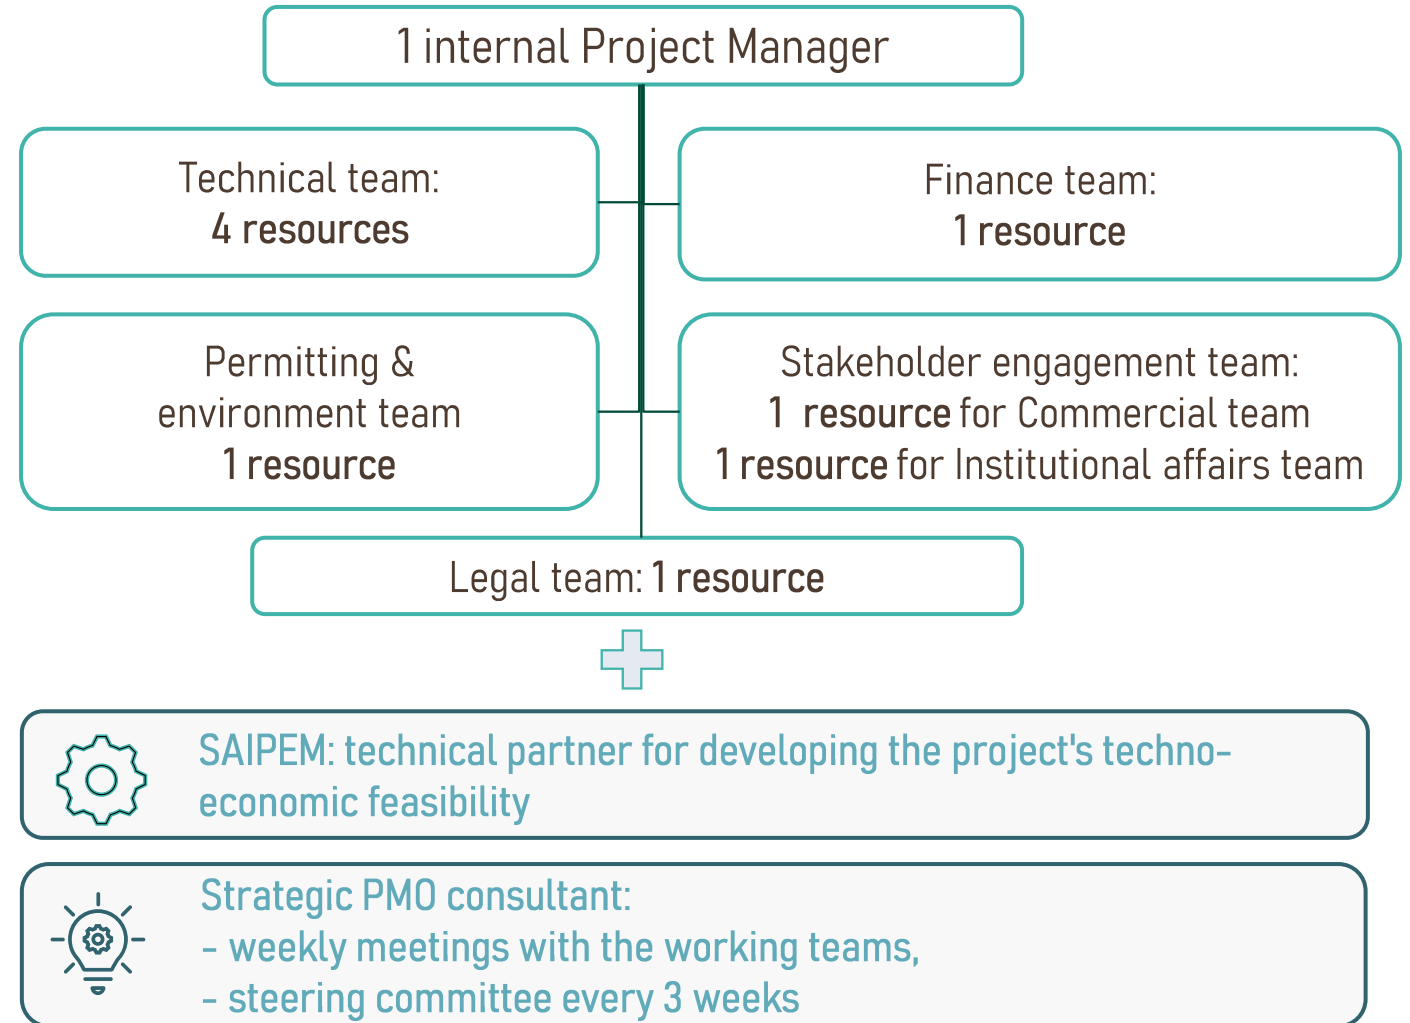 1 internal Project Manager
Technical team:
4 resources
Finance team:
1 resource
Permitting &
environment team
1 resource
Stakeholder engagement team:
1 resource for Commercial team
1 resource for Institutional affairs team
Legal team: 1 resource
SAIPEM: technical partner for developing the project's techno-
economic feasibility
Strategic PMO consultant:
- weekly meetings with the working teams,
- steering committee every 3 weeks